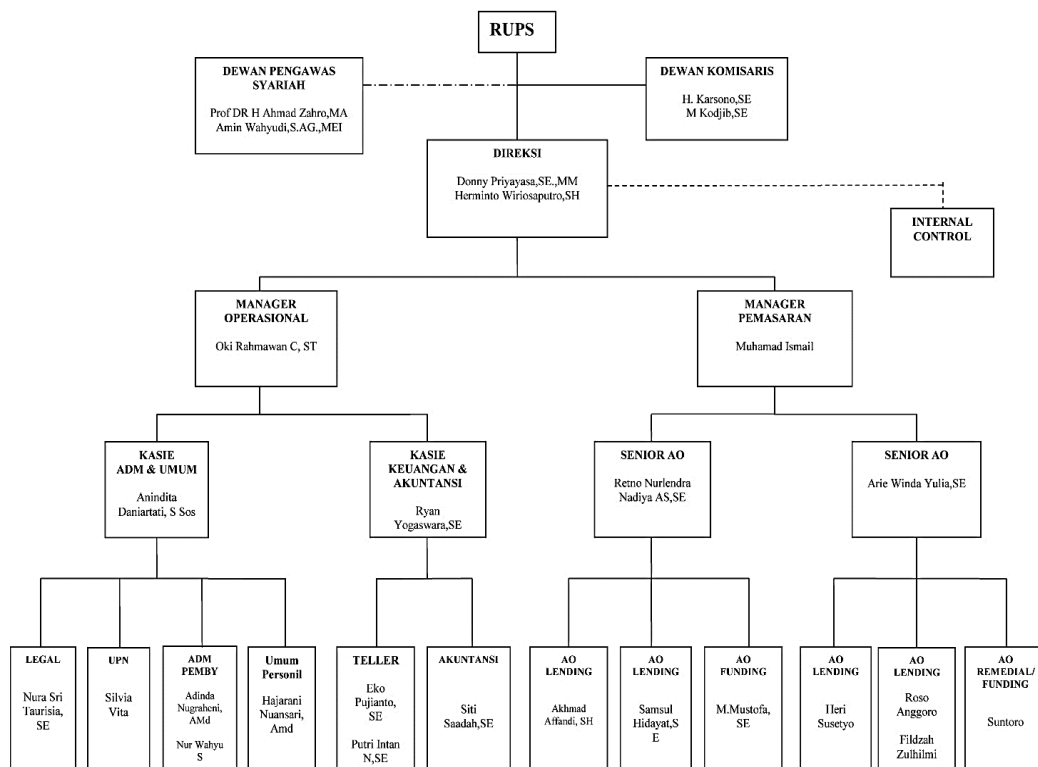 RUPS
DEWAN PENGAWAS
SYARIAH
Prof DR H Ahmad Zahro,MA
Amin Wahyudi,S.AG.,MEI
DEWAN KOMISARIS
H. Karsono,SE
M Kodjib,SE
DIREKSI
Donny Priyayasa,SE.,MM
Herminto Wiriosaputro,SH
INTERNAL
CONTROL
MANAGER
OPERASIONAL
Oki Rahmawan C, ST
MANAGER
PEMASARAN
Muhamad Ismail
KASIE
ADM & UMUM
Anindita
Daniartati, S Sos
KASIE
KEUANGAN &
AKUNTANSI
Ryan
Yogaswara,SE
SENIOR AO
Retno Nurlendra
Nadiya AS,SE
SENIOR AO
Arie Winda Yulia,SE
LEGAL
Nura Sri
Taurisia,
SE
UPN
Silvia
Vita
ADM
PEMBY
Adinda
Nugraheni,
AMd
Nur Wahyu
S
Umum
Personil
Hajarani
Nuansari,
Amd
TELLER
Eko
Pujianto,
SE
Putri Intan
N,SE
AKUNTANSI
Siti
Saadah,SE
AO
LENDING
Akhmad
Affandi, SH
AO
LENDING
Samsul
Hidayat,S
E
AO
FUNDING
M.Mustofa,
SE
AO
LENDING
Heri
Susetyo
AO
LENDING
Roso
Anggoro
Fildzah
Zulhilmi
AO
REMEDIAL/
FUNDING
Suntoro